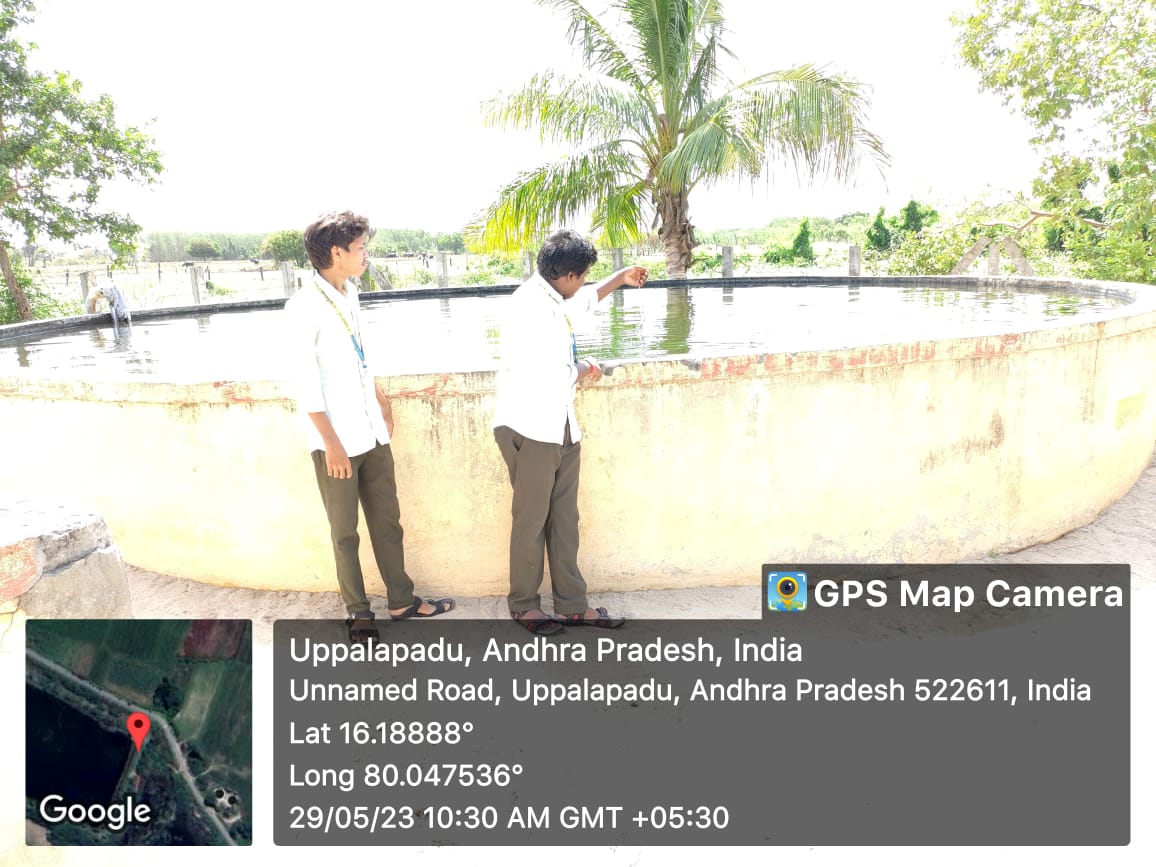 GPS Map Camera
Uppalapadu, Andhra Pradesh, India
Unnamed Road, Uppalapadu, Andhra Pradesh 522611, India
Lat 16.18888°
Long 80.047536°
29/05/23 10:30 AM GMT +05:30
Google